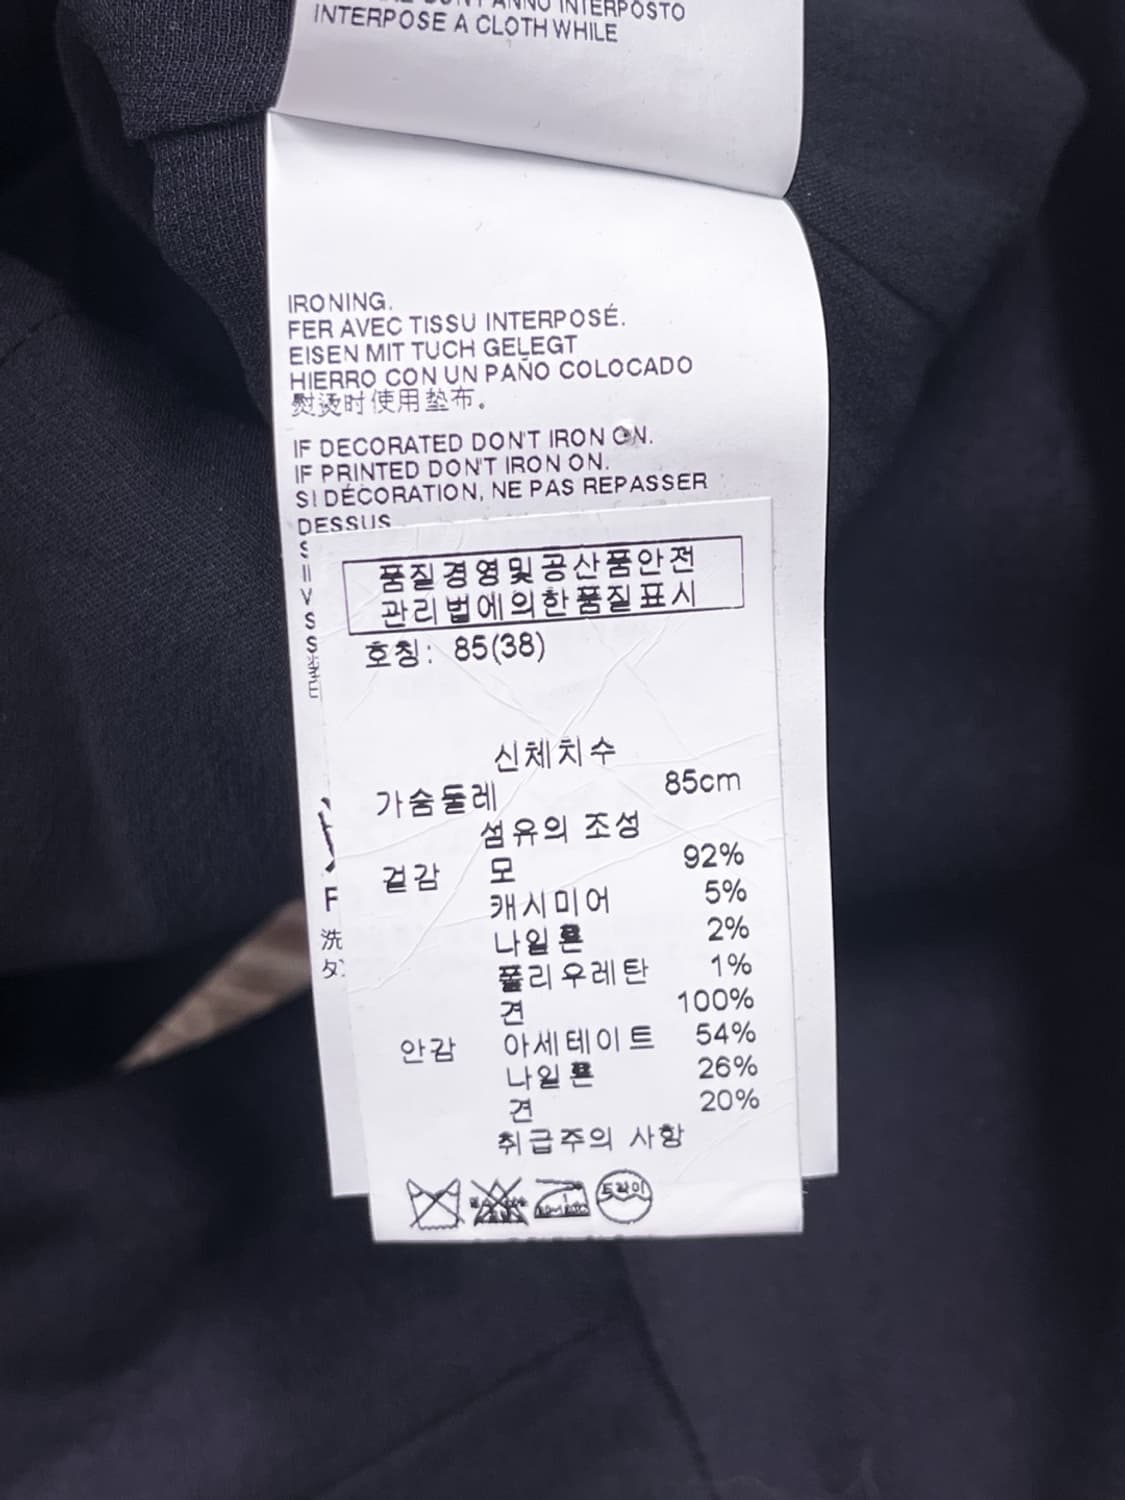 INTERPOSTO
INTERPOSE A CLOTH WHILE
IRONING.
FER AVEC TISSU INTERPOSÉ.
EISEN MIT TUCH GELEGT
HIERRO CON UN PAÑO COLOCADO
熨烫时使用垫布。
IF DECORATED DON'T IRON ON.
IF PRINTED DON'T IRON ON.
SI DÉCORATION, NE PAS REPASSER
DESSUS
품질경영및공산품안전
관리법에의한품질표시
호칭: 85(38)
신체치수
가슴둘레 85cm
섬유의 조성
겉감 모 92%
캐시미어 5%
나일론 2%
폴리우레탄 1%
견 100%
안감 아세테이트 54%
나일론 26%
견 20%
취급주의 사항
드라이
F
洗